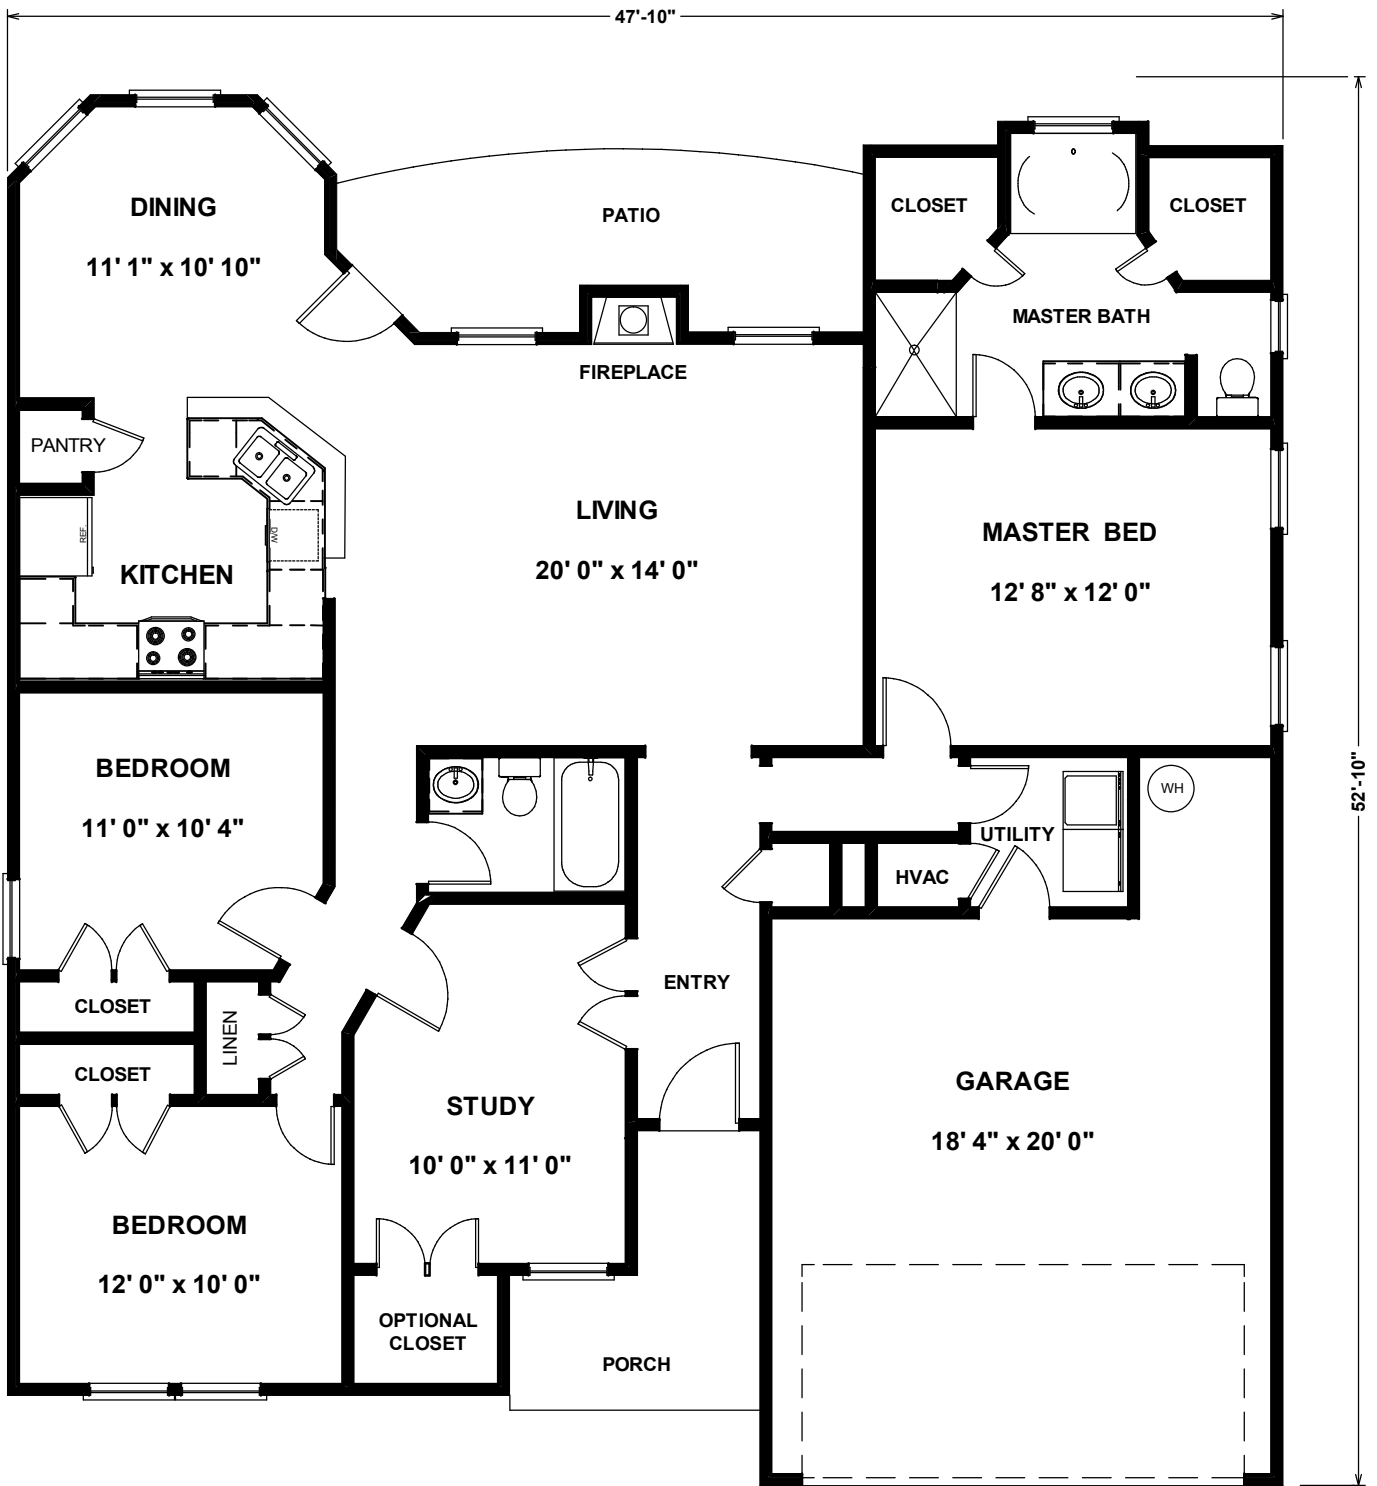 47'-10"
DINING
11' 1" x 10' 10"
PATIO
CLOSET
CLOSET
MASTER BATH
FIREPLACE
PANTRY
REF.
D/W
KITCHEN
LIVING
20' 0" x 14' 0"
MASTER BED
12' 8" x 12' 0"
BEDROOM
11' 0" x 10' 4"
WH
52'-10"
UTILITY
HVAC
ENTRY
CLOSET
LINEN
CLOSET
STUDY
10' 0" x 11' 0"
GARAGE
18' 4" x 20' 0"
BEDROOM
12' 0" x 10' 0"
OPTIONAL
CLOSET
PORCH